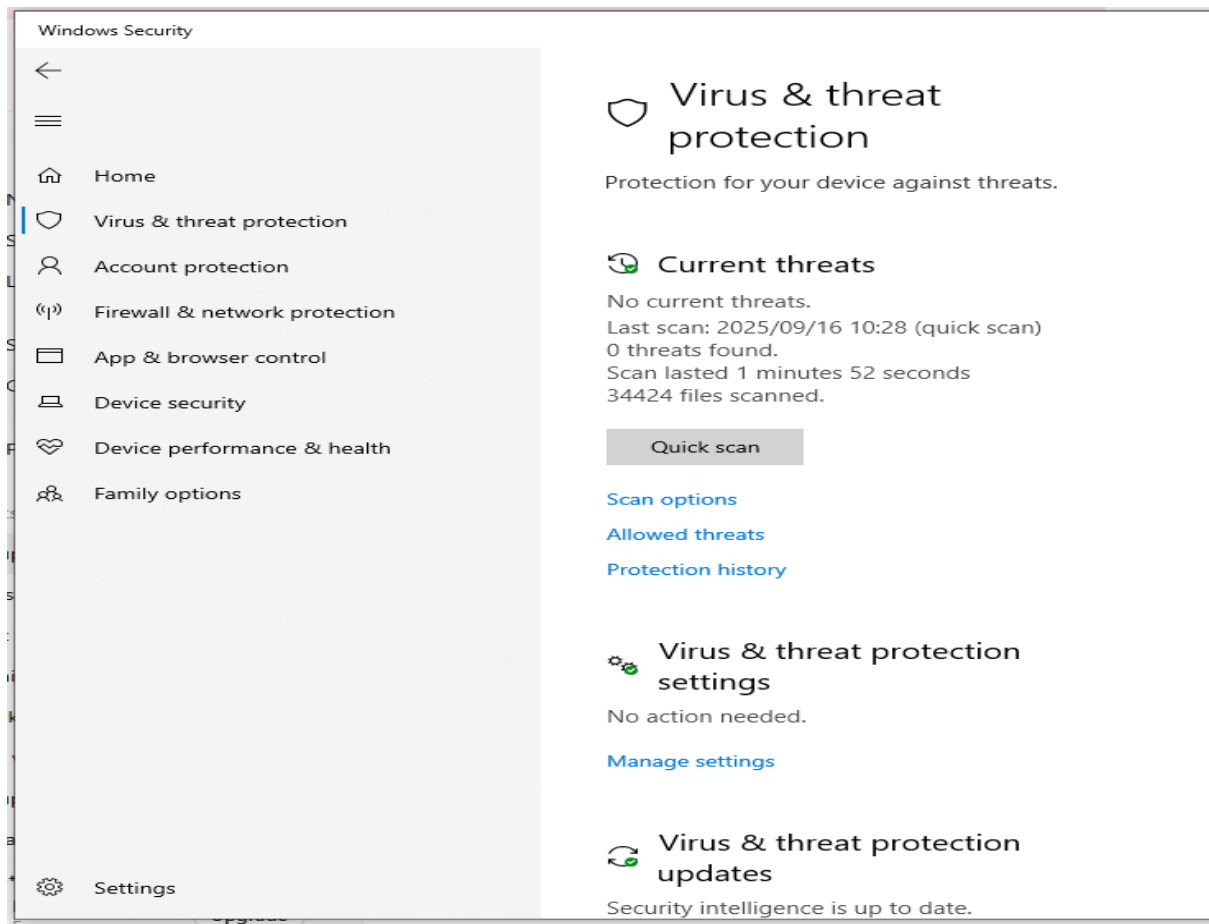 Windows Security
Home
Virus & threat protection
Account protection
Firewall & network protection
App & browser control
Device security
Device performance & health
Family options
Settings
Virus & threat
protection
Protection for your device against threats.
Current threats
No current threats.
Last scan: 2025/09/16 10:28 (quick scan)
0 threats found.
Scan lasted 1 minutes 52 seconds
34424 files scanned.
Quick scan
Scan options
Allowed threats
Protection history
Virus & threat protection
settings
No action needed.
Manage settings
Virus & threat protection
updates
Security intelligence is up to date.